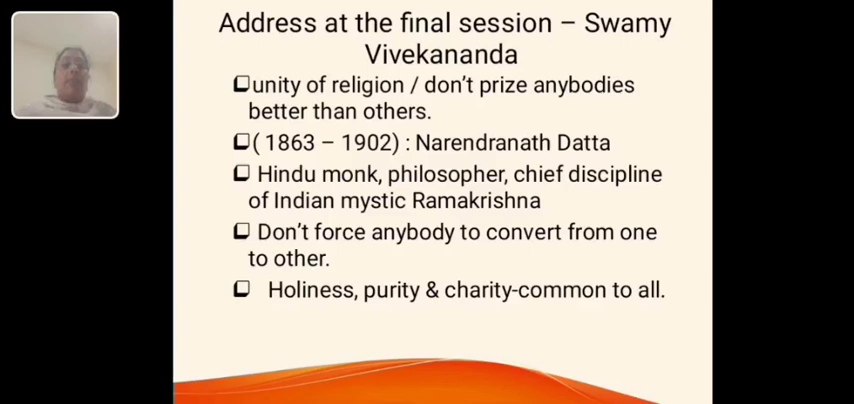 Address at the final session – Swamy
Vivekananda
❑unity of religion / don't prize anybodies
better than others.
❑( 1863 – 1902) : Narendranath Datta
❑ Hindu monk, philosopher, chief discipline
of Indian mystic Ramakrishna
❑ Don't force anybody to convert from one
to other.
❑ Holiness, purity & charity-common to all.